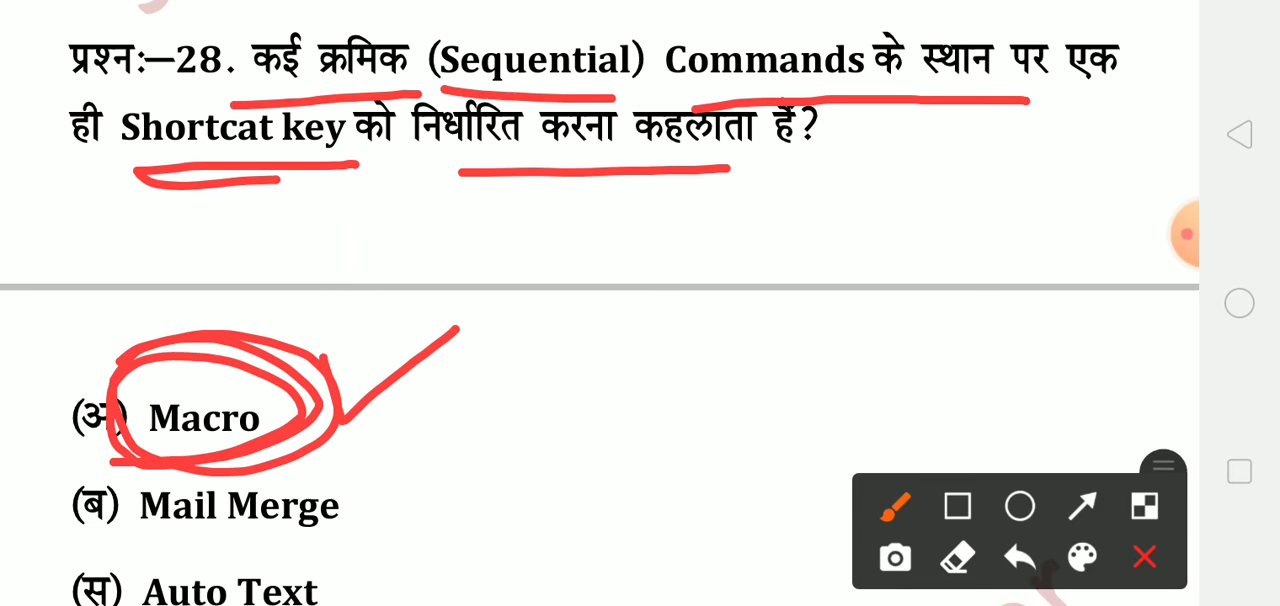 प्रश्नः—28. कई क्रमिक (Sequential) Commands के स्थान पर एक
ही Shortcat key को निर्धारित करना कहलाता हैं?
(अ) Macro
(ब) Mail Merge
(स) Auto Text